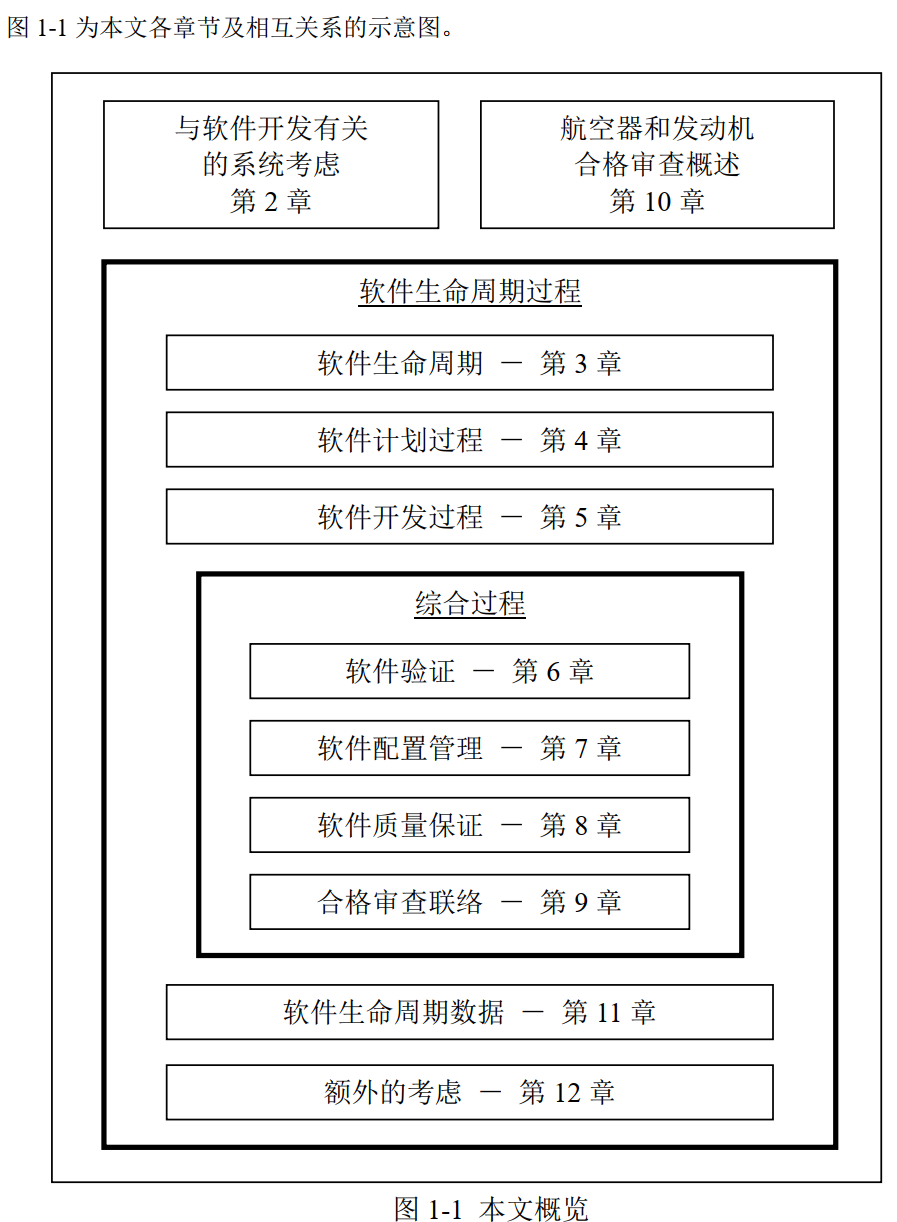 图 1-1 为本文各章节及相互关系的示意图。
与软件开发有关
的系统考虑
第 2 章
航空器和发动机
合格审查概述
第 10 章
软件生命周期过程
软件生命周期 － 第 3 章
软件计划过程 － 第 4 章
软件开发过程 － 第 5 章
综合过程
软件验证 － 第 6 章
软件配置管理 － 第 7 章
软件质量保证 － 第 8 章
合格审查联络 － 第 9 章
软件生命周期数据 － 第 11 章
额外的考虑 － 第 12 章
图 1-1 本文概览